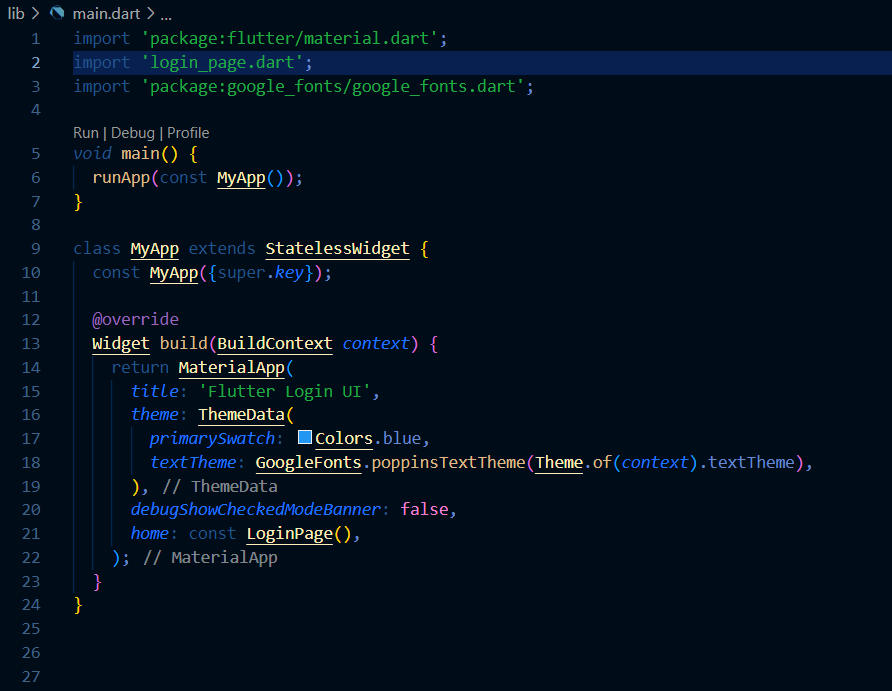 lib > main.dart > ...
1 import 'package:flutter/material.dart';
2 import 'login_page.dart';
3 import 'package:google_fonts/google_fonts.dart';
4
Run | Debug | Profile
5 void main() {
6   runApp(const MyApp());
7 }
8
9 class MyApp extends StatelessWidget {
10   const MyApp({super.key});
11
12   @override
13   Widget build(BuildContext context) {
14     return MaterialApp(
15       title: 'Flutter Login UI',
16       theme: ThemeData(
17         primarySwatch: Colors.blue,
18         textTheme: GoogleFonts.poppinsTextTheme(Theme.of(context).textTheme),
19       ), // ThemeData
20       debugShowCheckedModeBanner: false,
21       home: const LoginPage(),
22     ); // MaterialApp
23   }
24 }
25
26
27